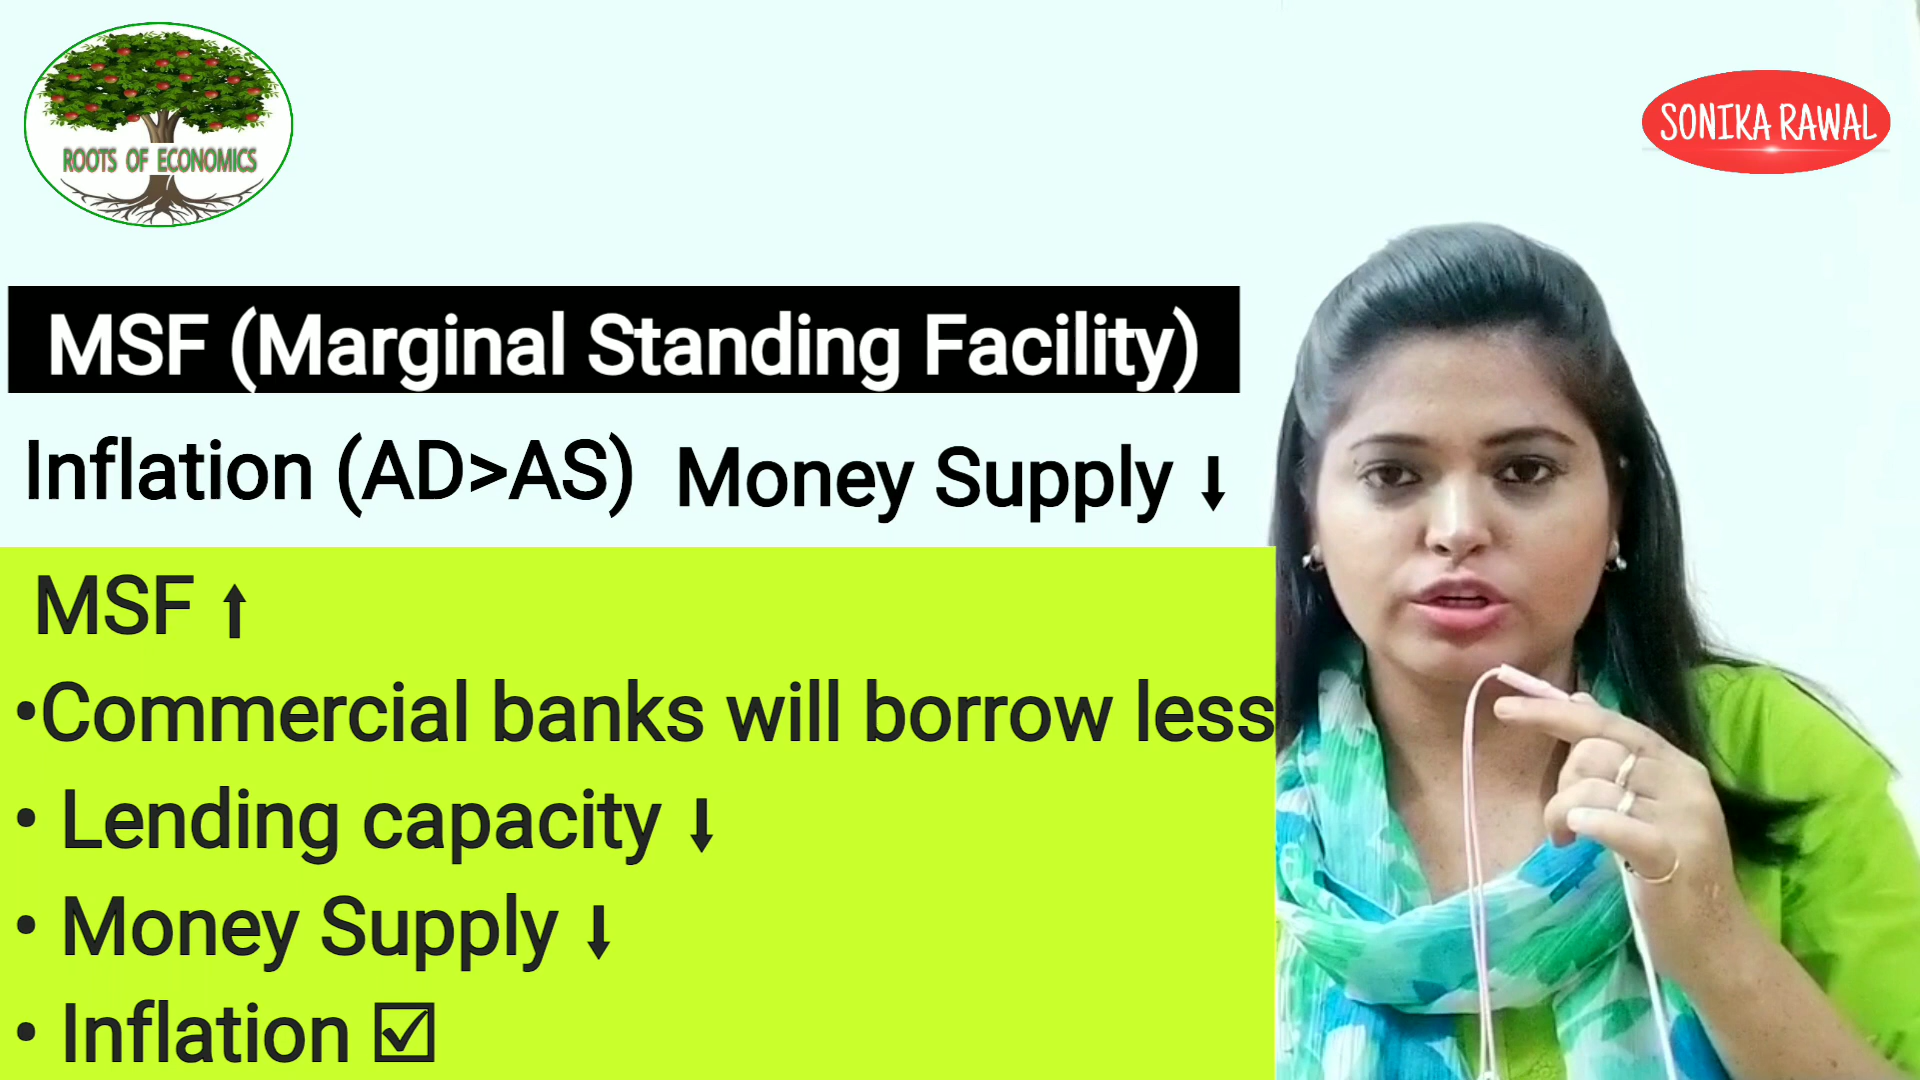 ROOTS OF ECONOMICS
SONIKA RAWAL
MSF (Marginal Standing Facility)
Inflation (AD>AS) Money Supply ⬇
MSF ⬆
•Commercial banks will borrow less
• Lending capacity ⬇
• Money Supply ⬇
• Inflation ☑